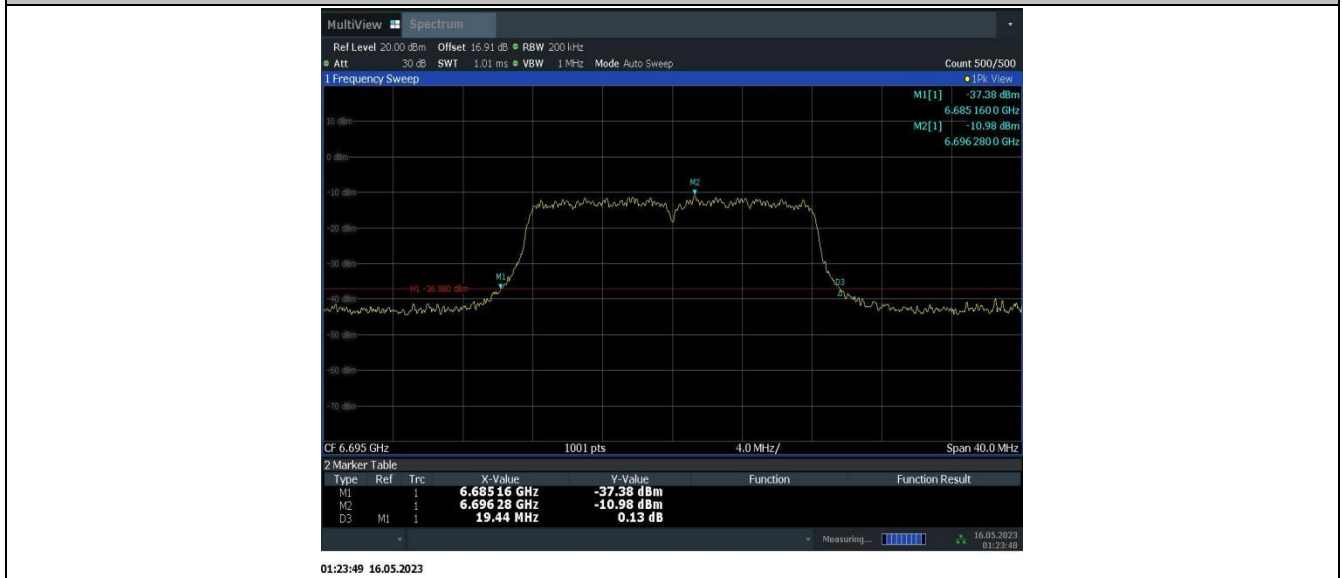 MultiView Spectrum
Ref Level 20.00 dBm Offset 16.91 dB RBW 200 kHz
Att 30 dB SWT 1.01 ms VBW 1 MHz Mode Auto Sweep Count 500/500
1 Frequency Sweep 1Pk View
M1[1] -37.38 dBm
6.685 160 0 GHz
10 dBm
M2[1] -10.98 dBm
6.696 280 0 GHz
0 dBm
M2
-10 dBm
-20 dBm
-30 dBm
M1
D3
H1 -36.980 dBm
-40 dBm
-50 dBm
-60 dBm
-70 dBm
CF 6.695 GHz 1001 pts 4.0 MHz/ Span 40.0 MHz
2 Marker Table
Type Ref Trc X-Value Y-Value Function Function Result
M1 1 6.685 16 GHz -37.38 dBm
M2 1 6.696 28 GHz -10.98 dBm
D3 M1 1 19.44 MHz 0.13 dB
Measuring... 16.05.2023
01:23:48
01:23:49 16.05.2023